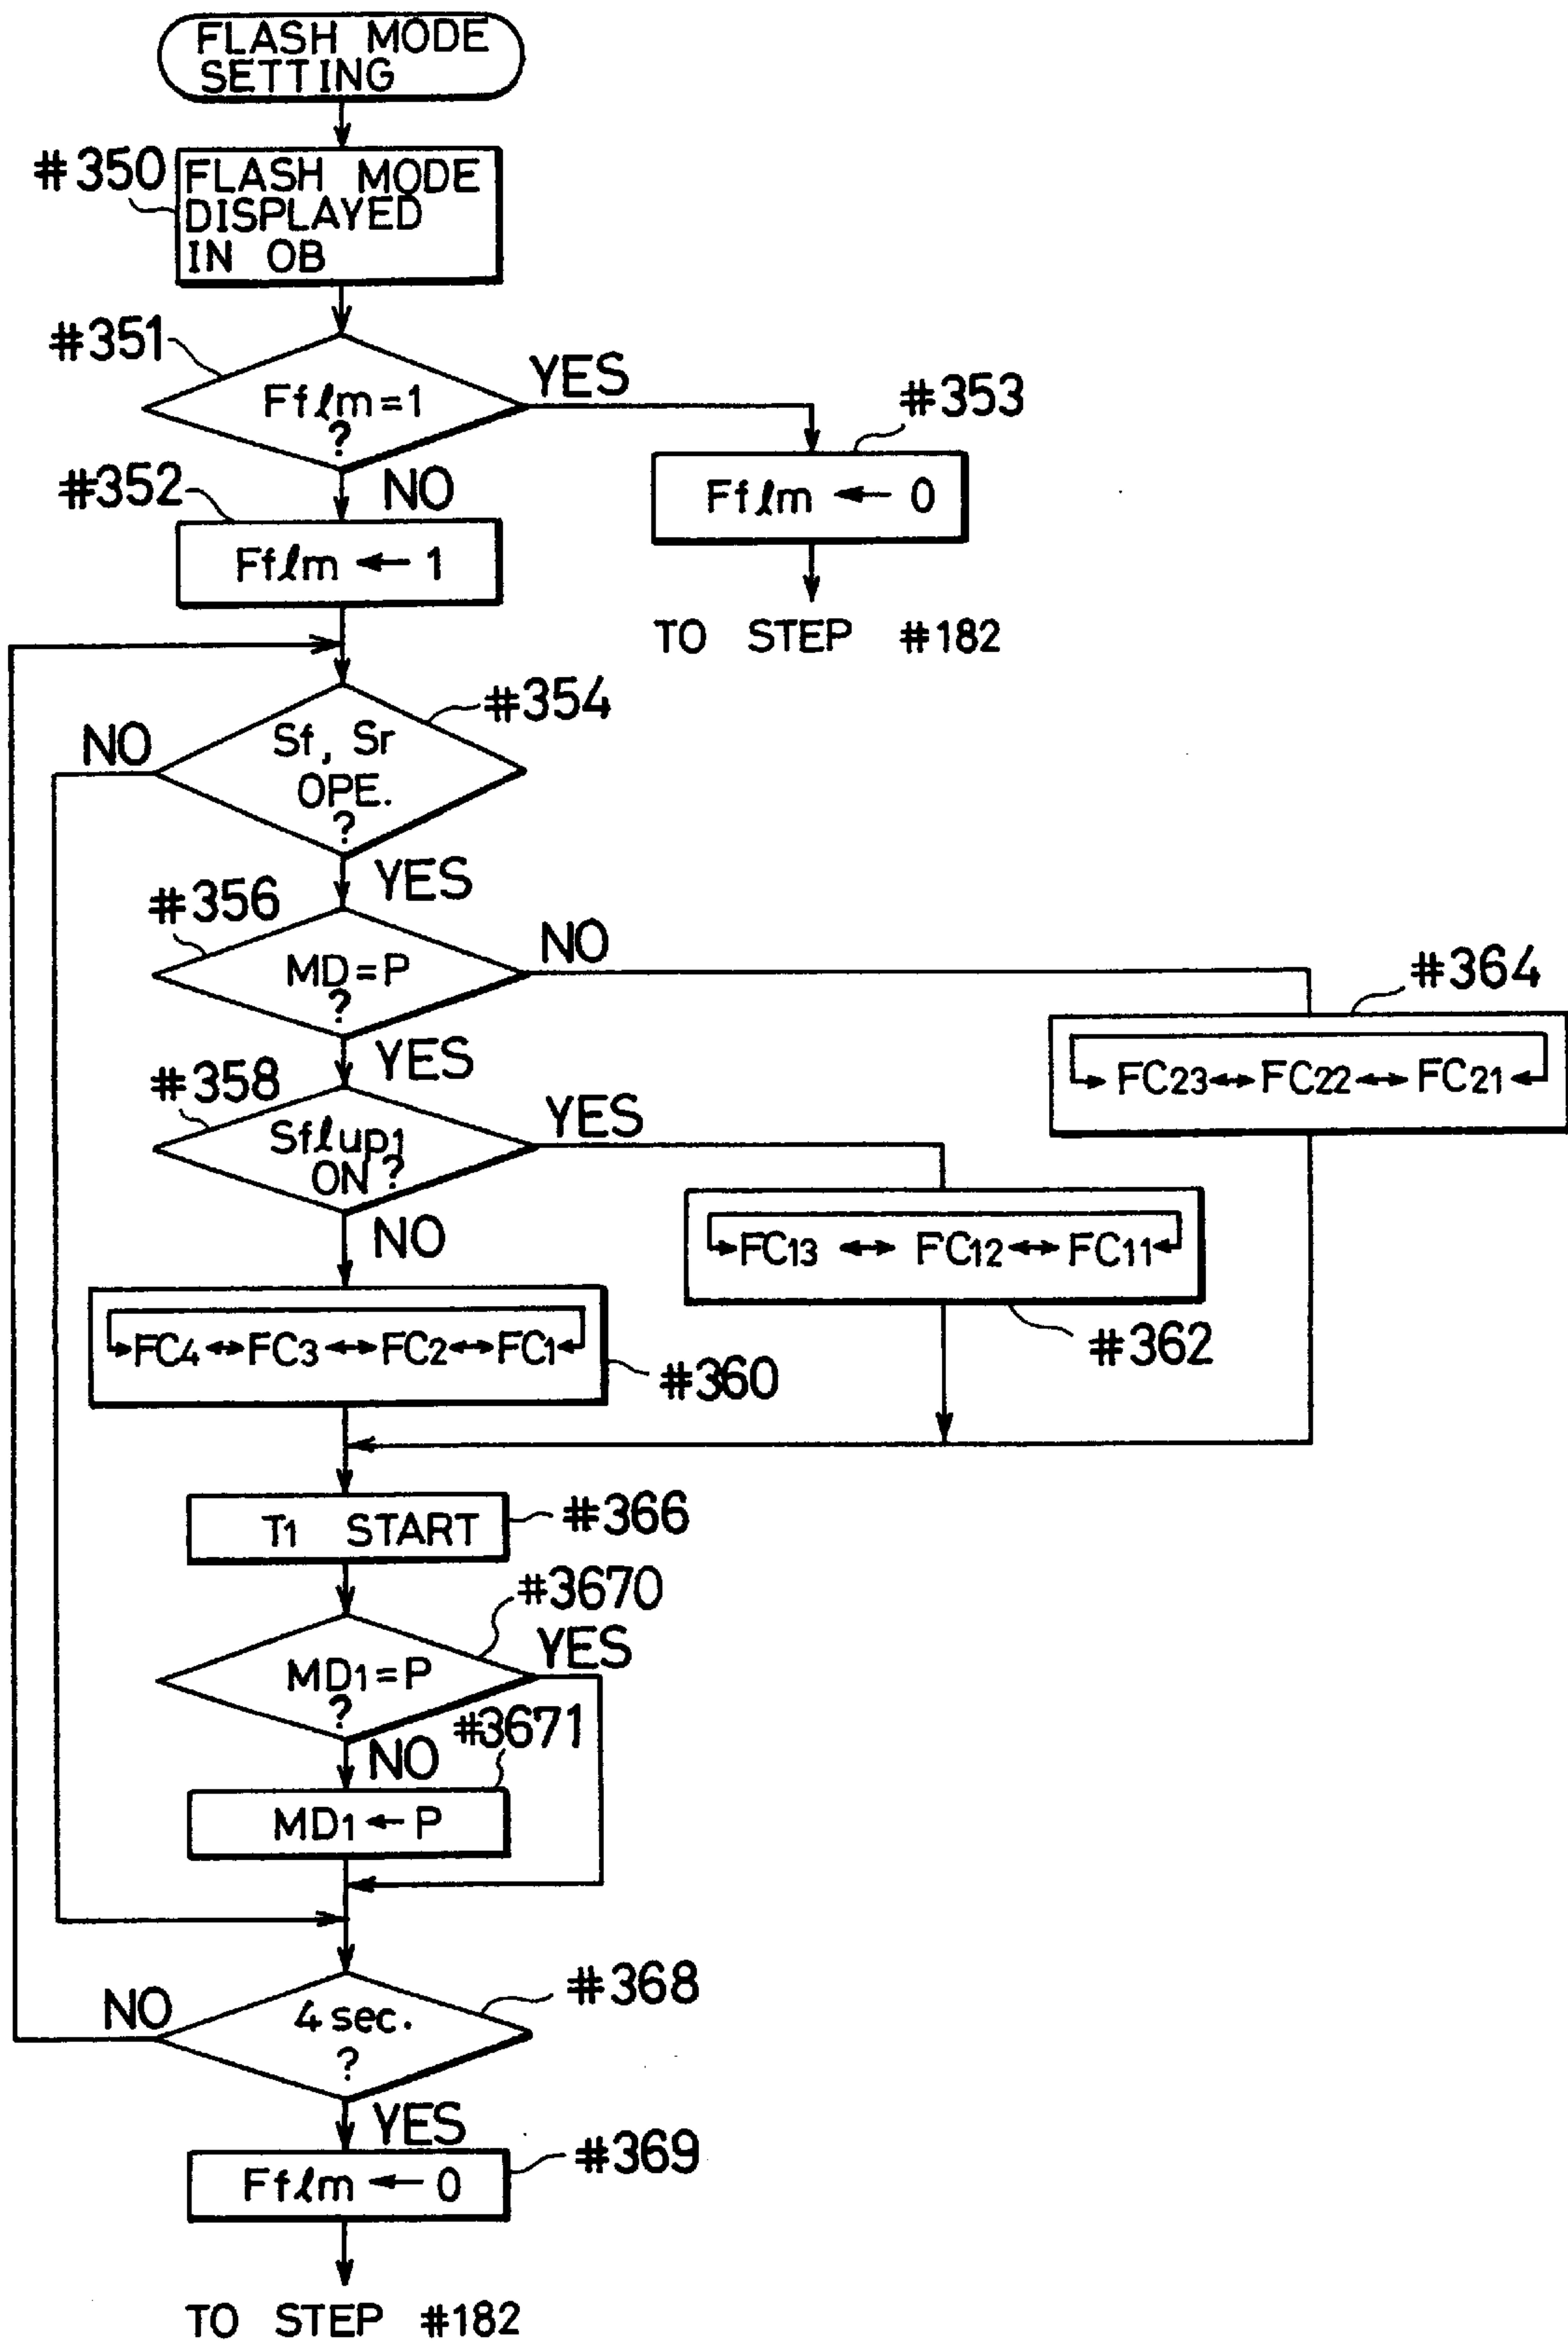 FLASH MODE
SETTING
#350
FLASH MODE
DISPLAYED
IN OB
#351
Fflm=1
?
YES
NO
#353
Fflm ← 0
TO STEP #182
#352
Fflm ← 1
#354
Sf, Sr
OPE.
?
NO
YES
#356
MD=P
?
NO
YES
#364
FC23↔FC22↔FC21
#358
Sflup1
ON?
YES
NO
FC13 ↔ FC12↔FC11
#362
FC4↔FC3↔FC2↔FC1
#360
T1 START
#366
#3670
MD1=P
?
YES
NO
#3671
MD1←P
#368
4 sec.
?
NO
YES
#369
Fflm ← 0
TO STEP #182